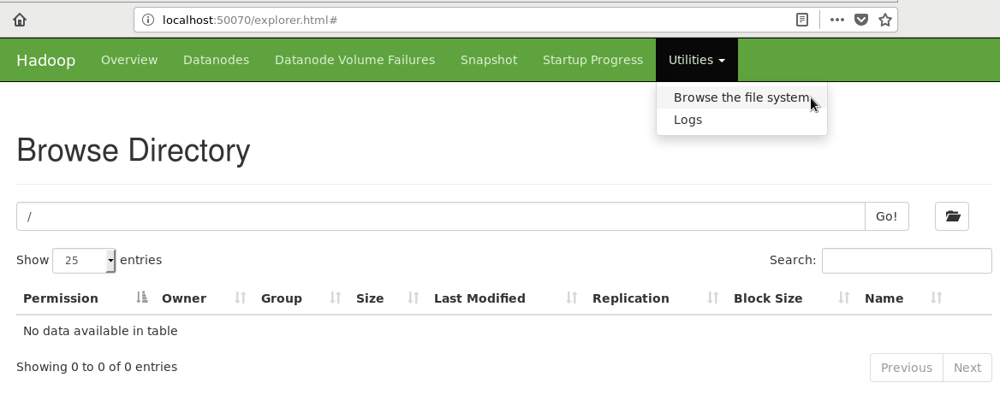 localhost:50070/explorer.html#
Hadoop Overview Datanodes Datanode Volume Failures Snapshot Startup Progress Utilities
Browse the file system
Logs
Browse Directory
/ Go!
Show 25 entries Search:
Permission Owner Group Size Last Modified Replication Block Size Name
No data available in table
Showing 0 to 0 of 0 entries Previous Next